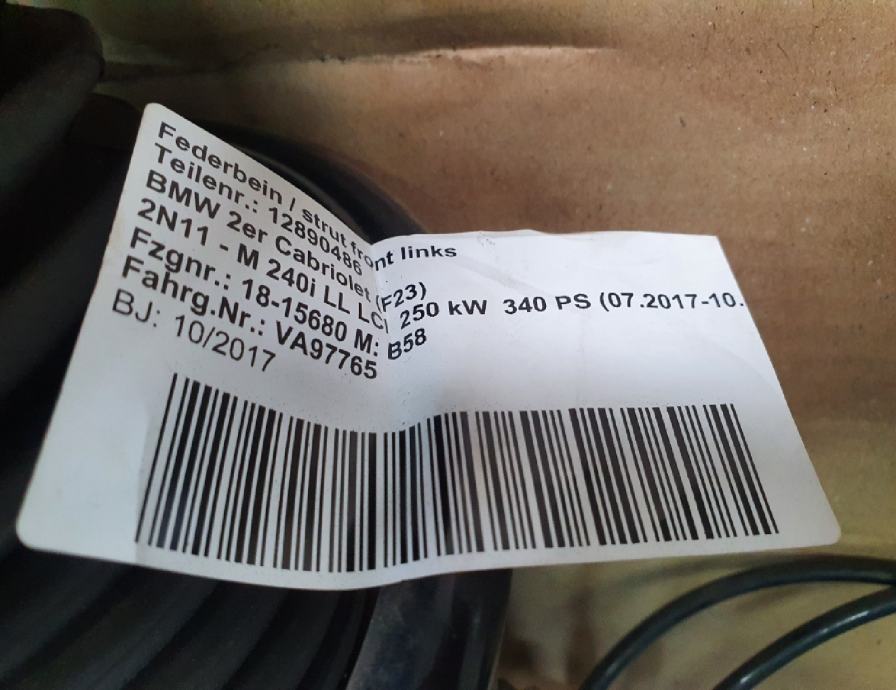 Federbein / strut front links
Teilenr.: 12890486
BMW 2er Cabriolet (F23)
2N11 - M 240i LL LCI 250 kW 340 PS (07.2017-10.
Fzgnr.: 18-15680 M: B58
Fahrg.Nr.: VA97765
BJ: 10/2017